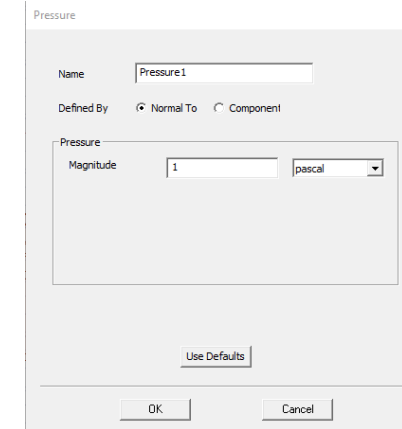 Pressure
Name Pressure1
Defined By Normal To Component
Pressure
Magnitude 1 pascal
Use Defaults
OK Cancel